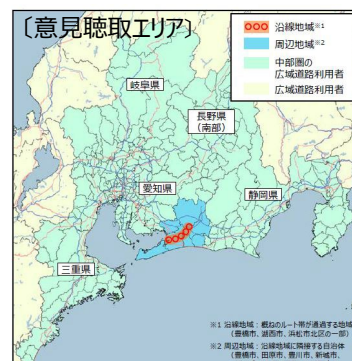 〔意見聴取エリア〕
沿線地域※1
周辺地域※2
中部圏の
広域道路利用者
広域道路利用者
岐阜県
長野県
(南部)
愛知県
静岡県
三重県
※1 沿線地域:概ねのルート帯が通過する地域
(豊橋市、湖西市、浜松市北区の一部)
※2 周辺地域:沿線地域に隣接する自治体
(豊橋市、田原市、豊川市、新城市、